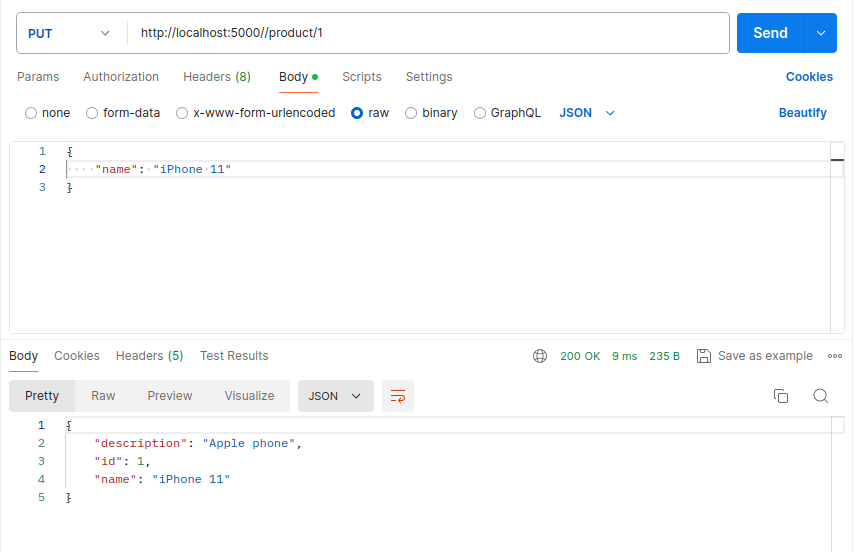 PUT http://localhost:5000//product/1 Send
Params Authorization Headers (8) Body Scripts Settings Cookies
none form-data x-www-form-urlencoded raw binary GraphQL JSON Beautify
1 {
2 ····"name":·"iPhone·11"
3 }
Body Cookies Headers (5) Test Results 200 OK 9 ms 235 B Save as example
Pretty Raw Preview Visualize JSON
1 {
2 "description": "Apple phone",
3 "id": 1,
4 "name": "iPhone 11"
5 }